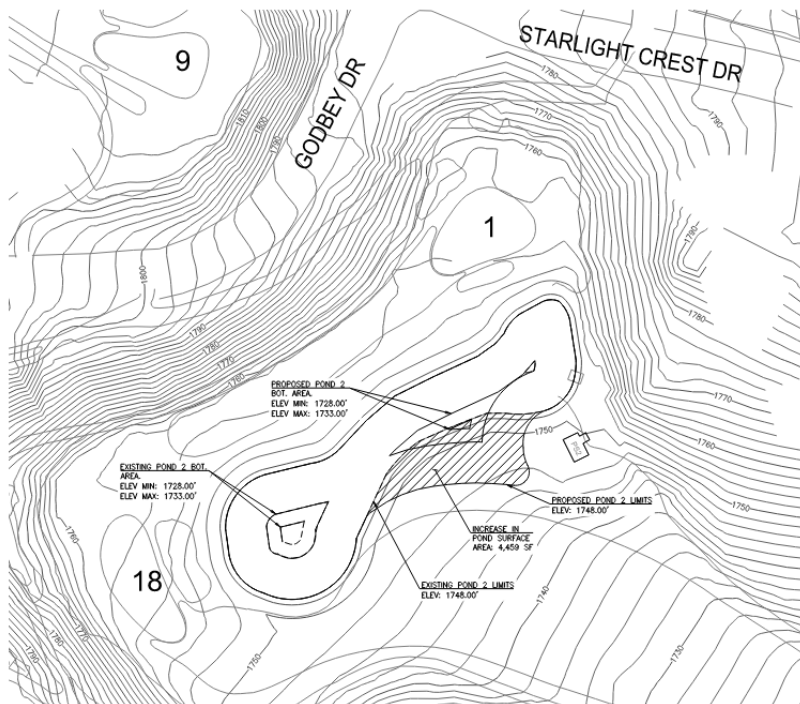 STARLIGHT CREST DR
9
GODBEY DR
1780
1770
1760
1790
1810
1800
1790
1
1790
1780
1800
1790
1780
1770
1760
PROPOSED POND 2
BOT. AREA.
ELEV MIN: 1728.00'
ELEV MAX: 1733.00'
1770
1760
1750
1750
EXISTING POND 2 BOT.
AREA.
ELEV MIN: 1728.00'
ELEV MAX: 1733.00'
PROPOSED POND 2 LIMITS
ELEV: 1748.00'
INCREASE IN
POND SURFACE
AREA: 4,459 SF
EXISTING POND 2 LIMITS
ELEV: 1748.00'
1760
18
1740
1730
1750
1770
1780
1790